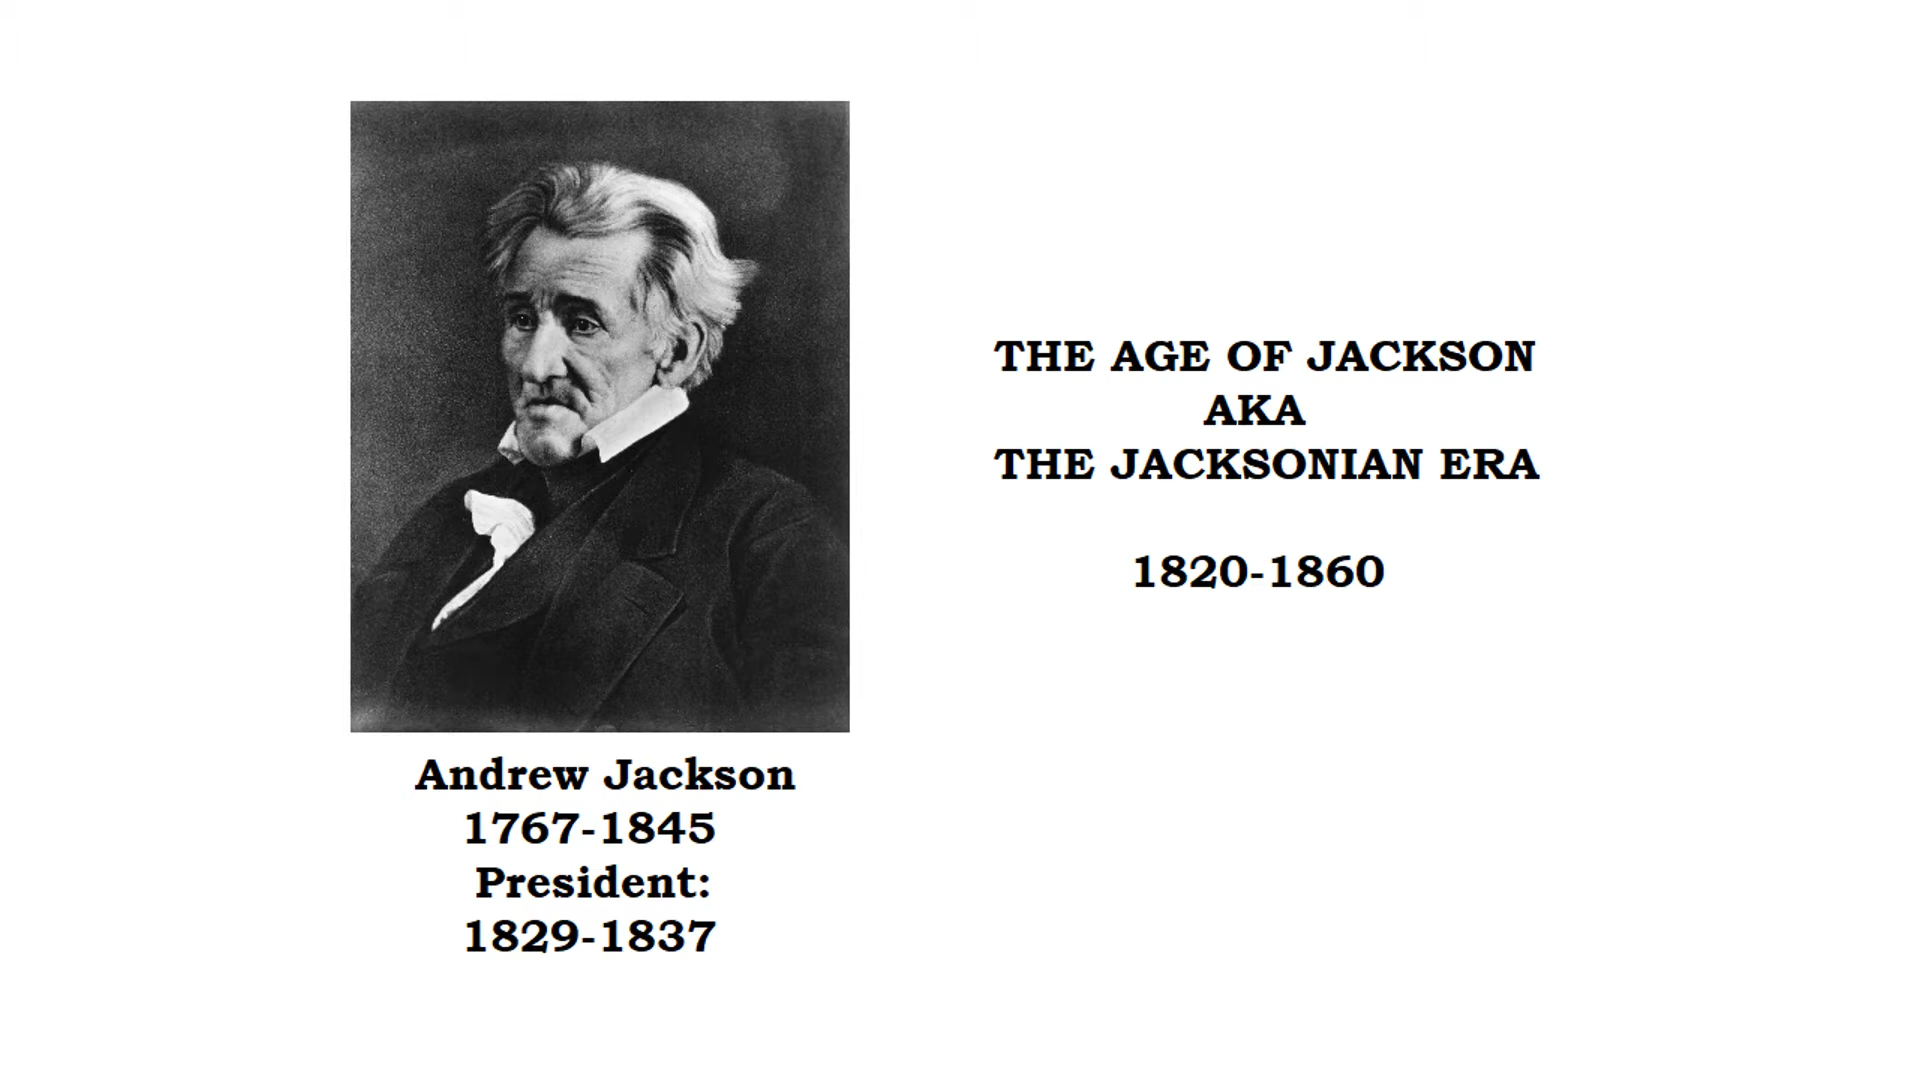 THE AGE OF JACKSON
AKA
THE JACKSONIAN ERA
1820-1860
Andrew Jackson
1767-1845
President:
1829-1837